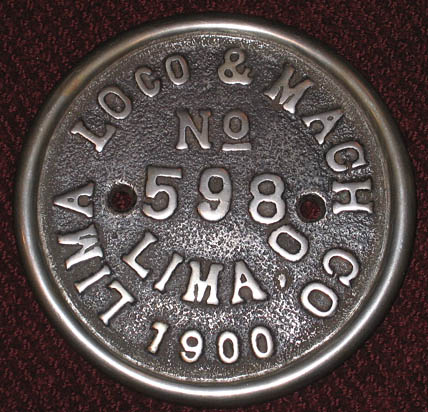 LIMA LOCO & MACH CO
No
598
LIMA, O
1900